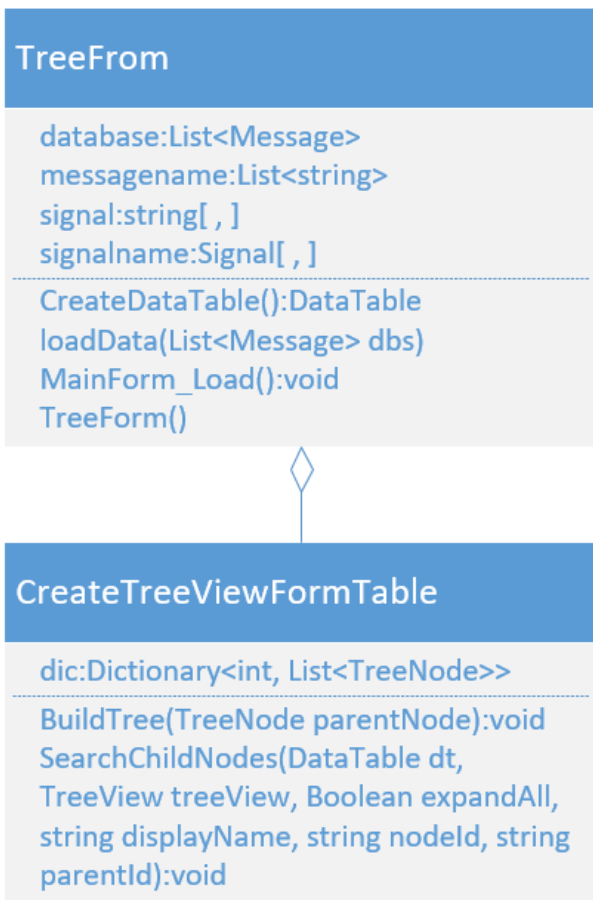 TreeFrom
database:List<Message>
messagename:List<string>
signal:string[ , ]
signalname:Signal[ , ]
CreateDataTable():DataTable
loadData(List<Message> dbs)
MainForm_Load():void
TreeForm()
CreateTreeViewFormTable
dic:Dictionary<int, List<TreeNode>>
BuildTree(TreeNode parentNode):void
SearchChildNodes(DataTable dt,
TreeView treeView, Boolean expandAll,
string displayName, string nodeId, string
parentId):void